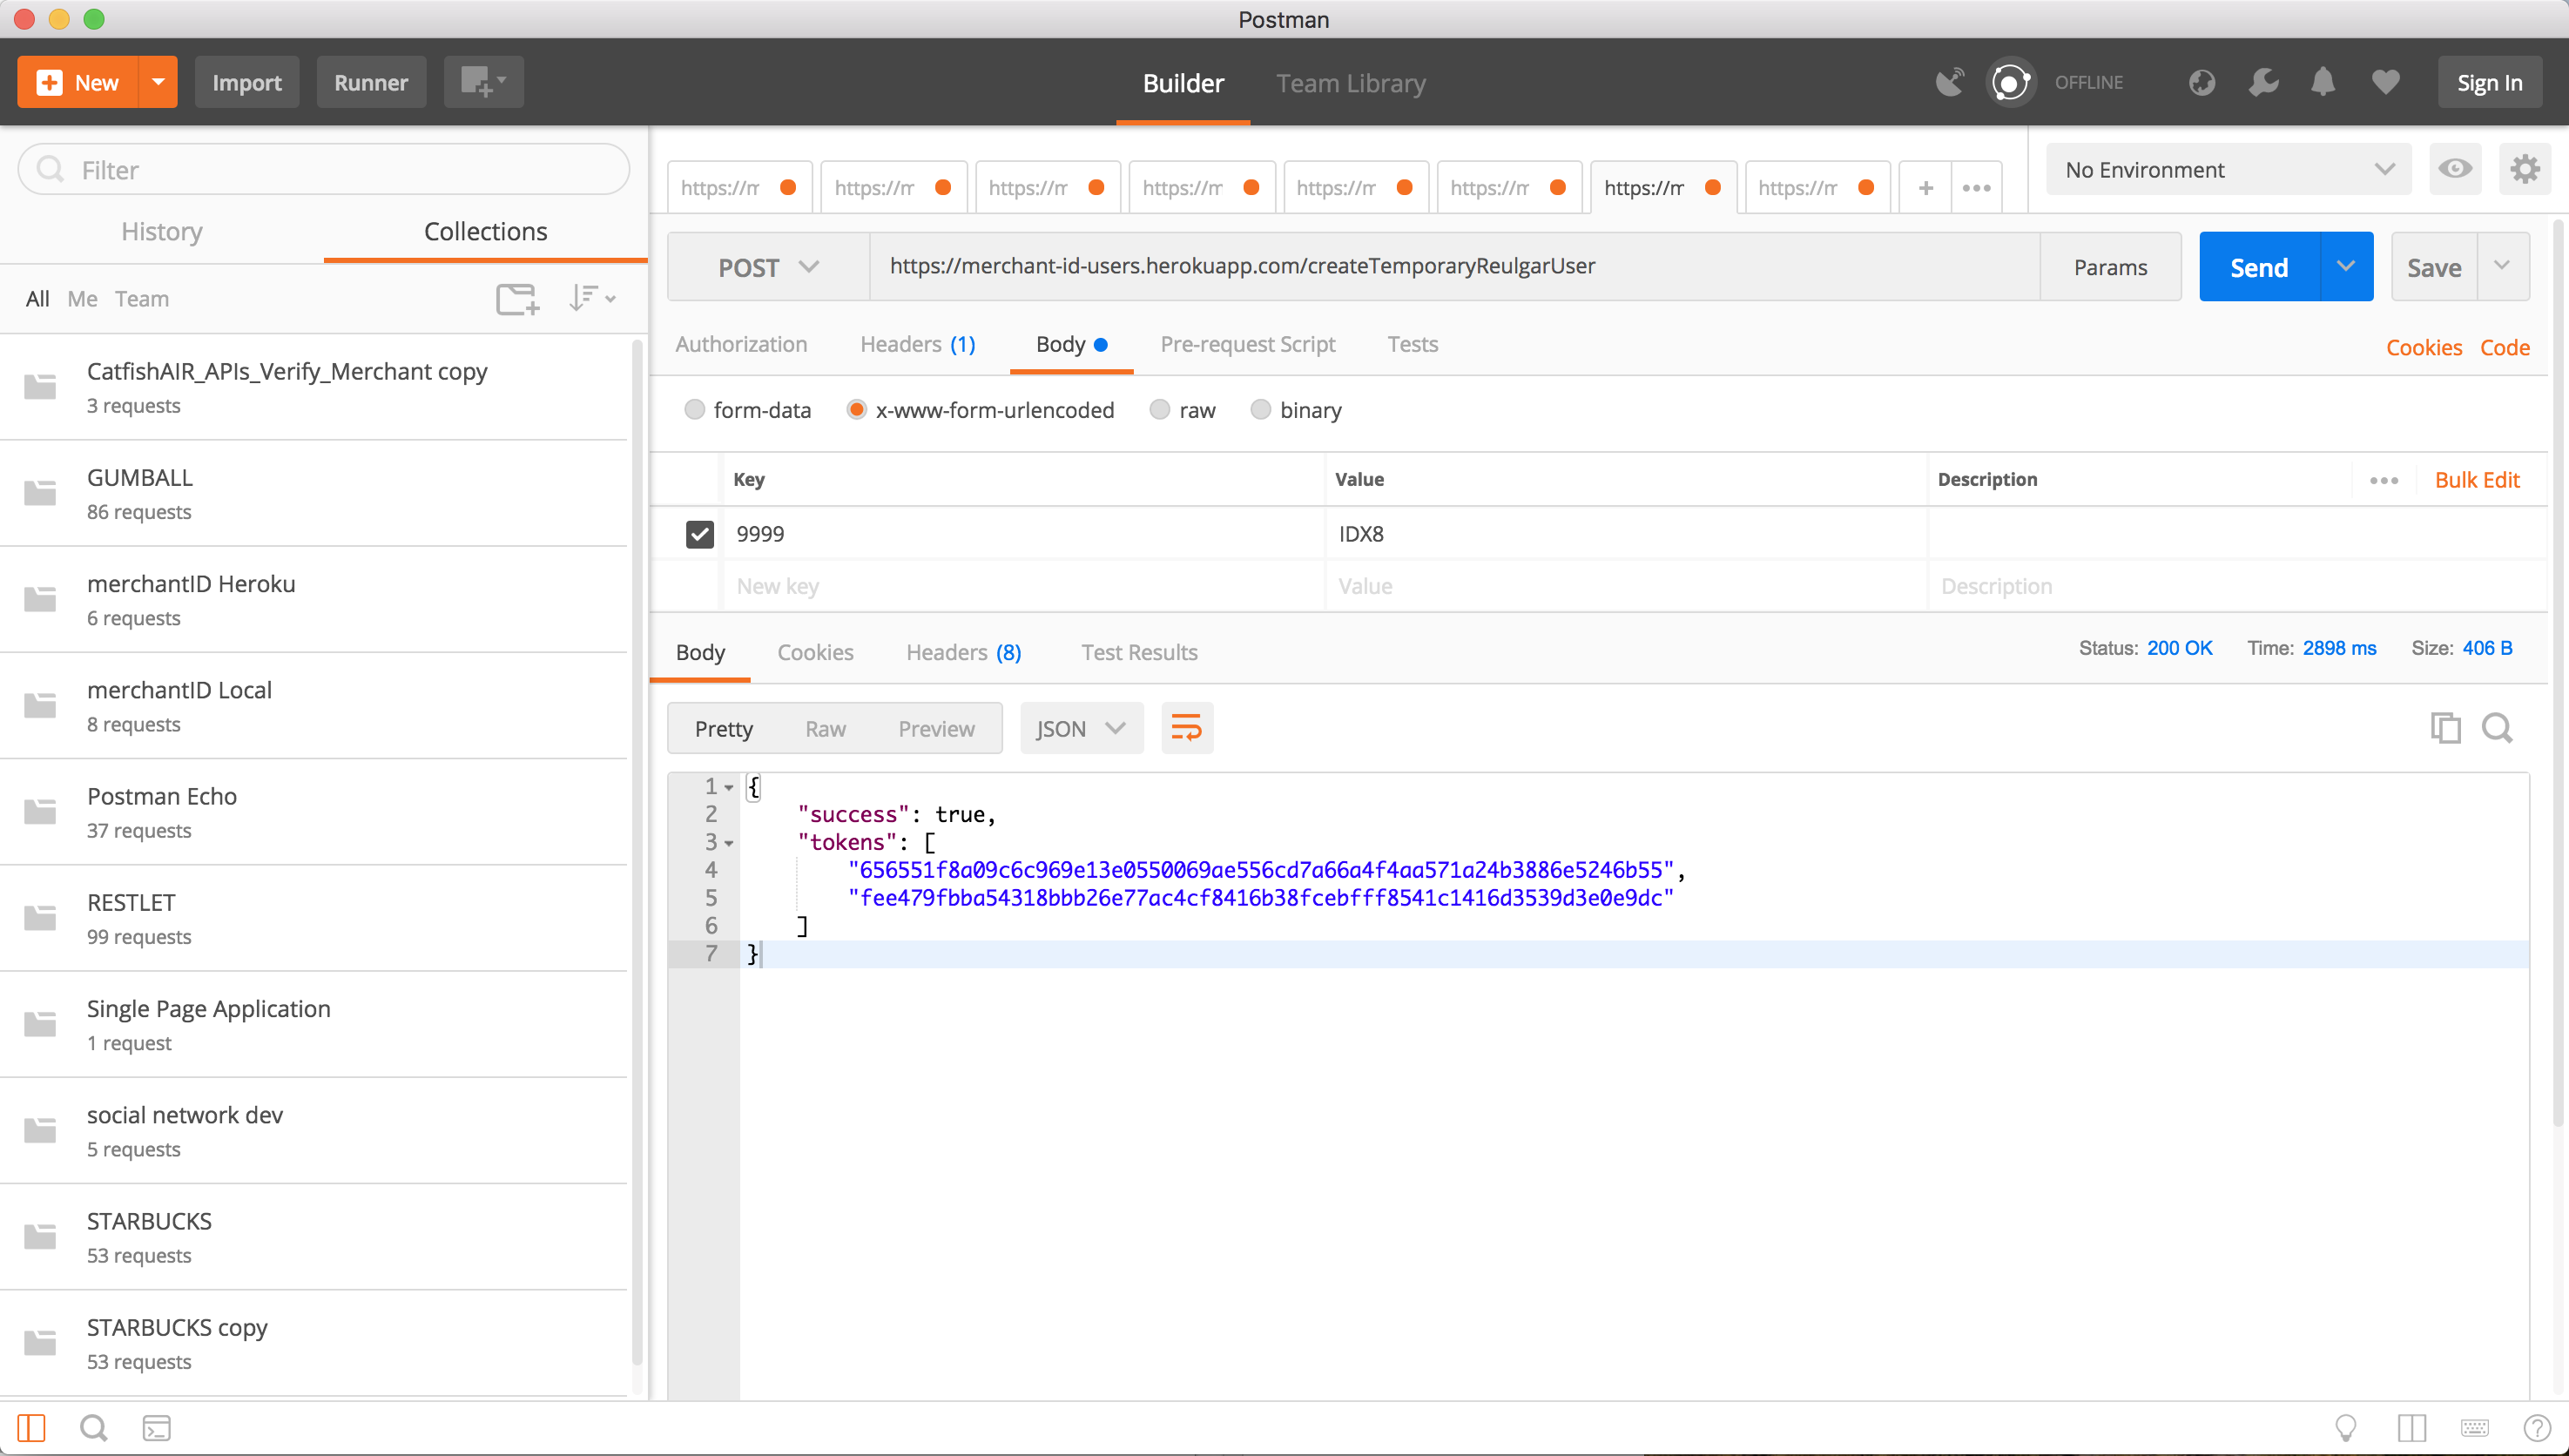 Postman
New Import Runner Builder Team Library OFFLINE Sign In
Filter
History Collections
All Me Team
CatfishAIR_APIs_Verify_Merchant copy
3 requests
GUMBALL
86 requests
merchantID Heroku
6 requests
merchantID Local
8 requests
Postman Echo
37 requests
RESTLET
99 requests
Single Page Application
1 request
social network dev
5 requests
STARBUCKS
53 requests
STARBUCKS copy
53 requests
https://m https://m https://m https://m https://m https://m https://m https://m + ••• No Environment
POST https://merchant-id-users.herokuapp.com/createTemporaryReulgarUser Params Send Save
Authorization Headers (1) Body Pre-request Script Tests Cookies Code
form-data x-www-form-urlencoded raw binary
Key Value Description ••• Bulk Edit
9999 IDX8
New key Value Description
Body Cookies Headers (8) Test Results Status: 200 OK Time: 2898 ms Size: 406 B
Pretty Raw Preview JSON
1 {
2 "success": true,
3 "tokens": [
4 "656551f8a09c6c969e13e0550069ae556cd7a66a4f4aa571a24b3886e5246b55",
5 "fee479fbba54318bbb26e77ac4cf8416b38fcebfff8541c1416d3539d3e0e9dc"
6 ]
7 }